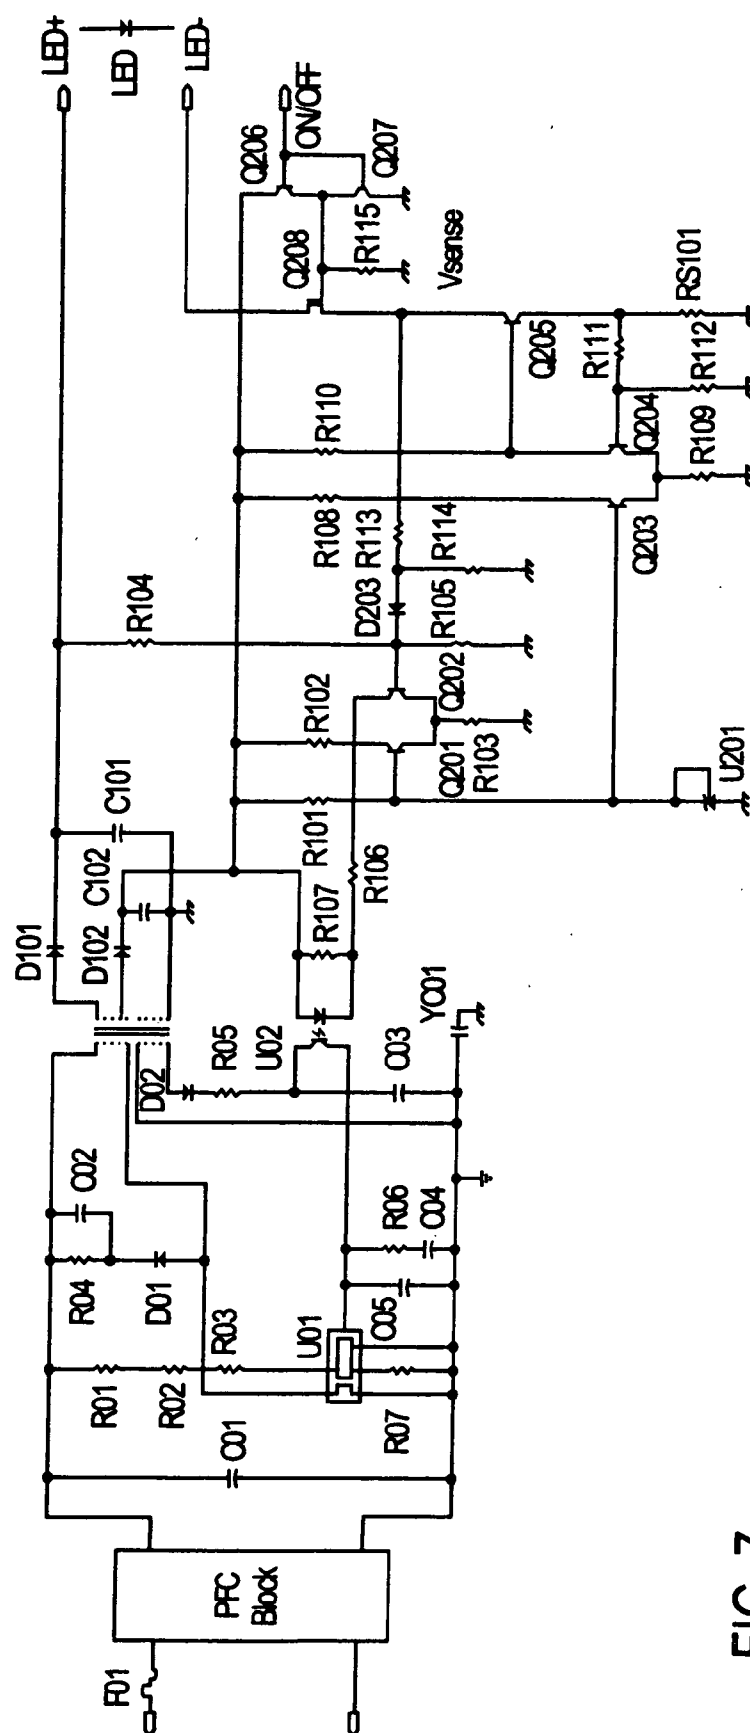 F01
PFC
Block
C01
R01
R02
R03
R04
D01
C02
U01
R07
C05
R06
C04
D02
R05
U02
C03
YC01
D101
D102
C102
C101
R107
R106
R101
R102
Q201
R103
Q202
U201
R104
D203
R105
R113
R114
R108
R110
Q203
Q204
R109
R112
R111
RS101
Q205
Vsense
Q208
R115
Q206
Q207
ON/OFF
LED+
LED
LED-
FIG. 7